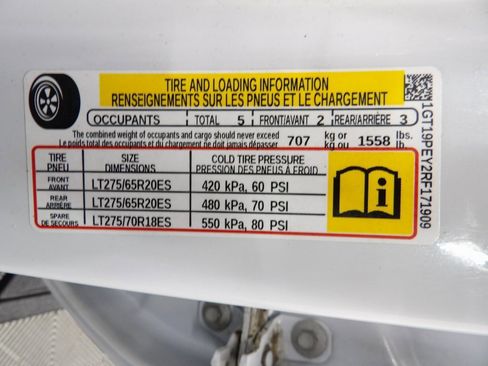 TIRE AND LOADING INFORMATION
RENSEIGNEMENTS SUR LES PNEUS ET LE CHARGEMENT
OCCUPANTS TOTAL 5 FRONT/AVANT 2 REAR/ARRIÈRE 3
The combined weight of occupants and cargo should never exceed 707 kg or 1558 lbs.
Le poids total des occupants et du chargement ne doit jamais dépasser kg ou lb.
TIRE SIZE COLD TIRE PRESSURE
PNEU DIMENSIONS PRESSION DES PNEUS A FROID
FRONT
AVANT LT275/65R20ES 420 kPa, 60 PSI
REAR
ARRIÈRE LT275/65R20ES 480 kPa, 70 PSI
SPARE
DE SECOURS LT275/70R18ES 550 kPa, 80 PSI
1GT19PEY2RF171909